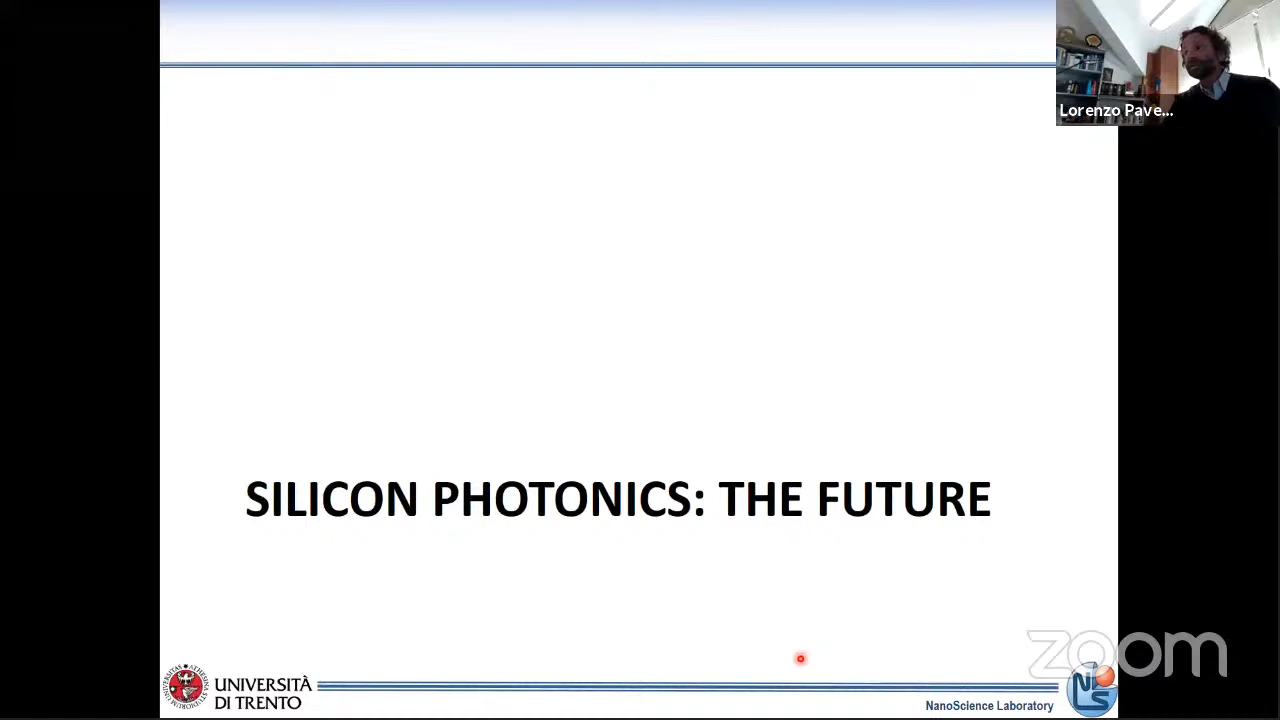 Lorenzo Pave...
SILICON PHOTONICS: THE FUTURE
zoom
UNIVERSITÀ
DI TRENTO
NanoScience Laboratory